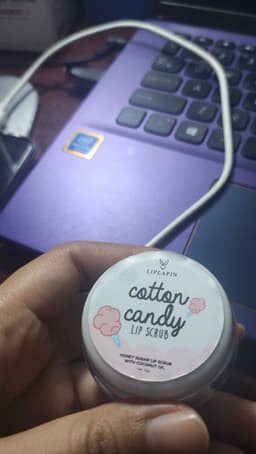 LIPLAPIN
cotton
candy
LIP SCRUB
HONEY SUGAR LIP SCRUB
WITH COCONUT OIL